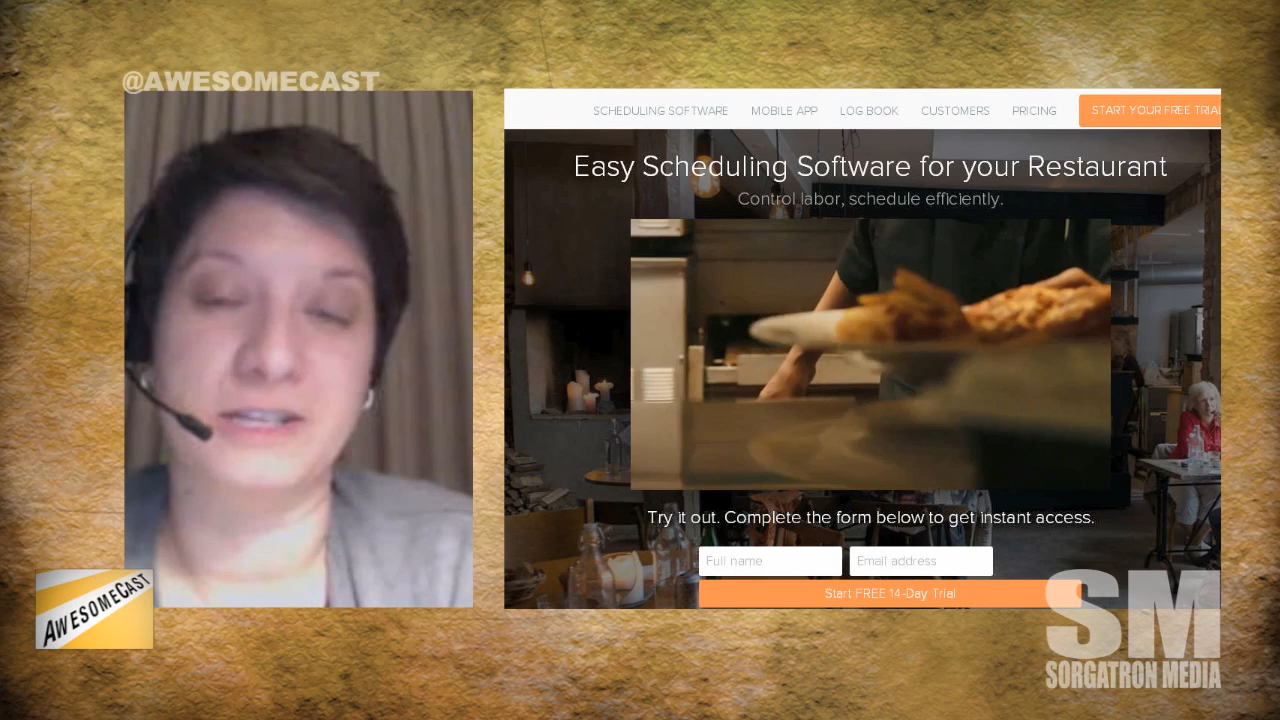 @AWESOMECAST
SCHEDULING SOFTWARE MOBILE APP LOG BOOK CUSTOMERS PRICING START YOUR FREE TRIAL
Easy Scheduling Software for your Restaurant
Control labor, schedule efficiently.
Try it out. Complete the form below to get instant access.
Full name Email address
Start FREE 14-Day Trial
AWESOMECAST
SM
SORGATRON MEDIA